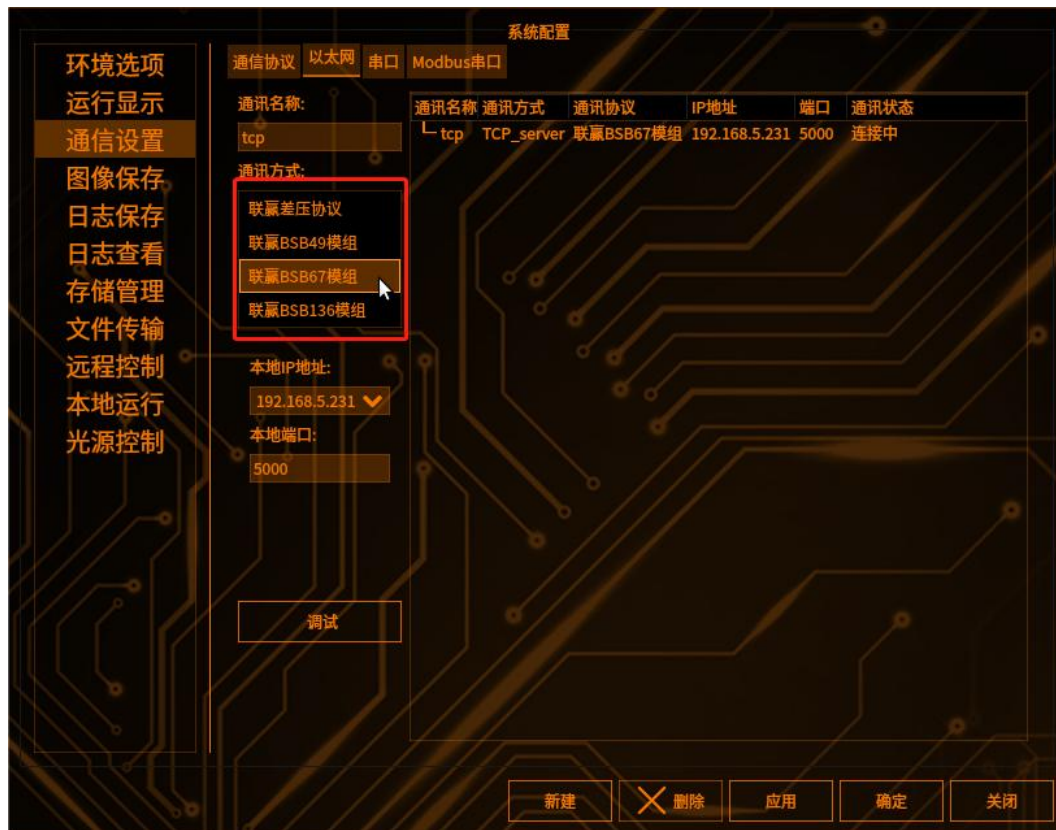 系统配置
环境选项
运行显示
通信设置
图像保存
日志保存
日志查看
存储管理
文件传输
远程控制
本地运行
光源控制
通信协议 以太网 串口 Modbus串口
通讯名称:
tcp
通讯方式:
联赢差压协议
联赢BSB49模组
联赢BSB67模组
联赢BSB136模组
本地IP地址:
192.168.5.231
本地端口:
5000
调试
通讯名称 通讯方式 通讯协议 IP地址 端口 通讯状态
tcp TCP_server 联赢BSB67模组 192.168.5.231 5000 连接中
新建 删除 应用 确定 关闭